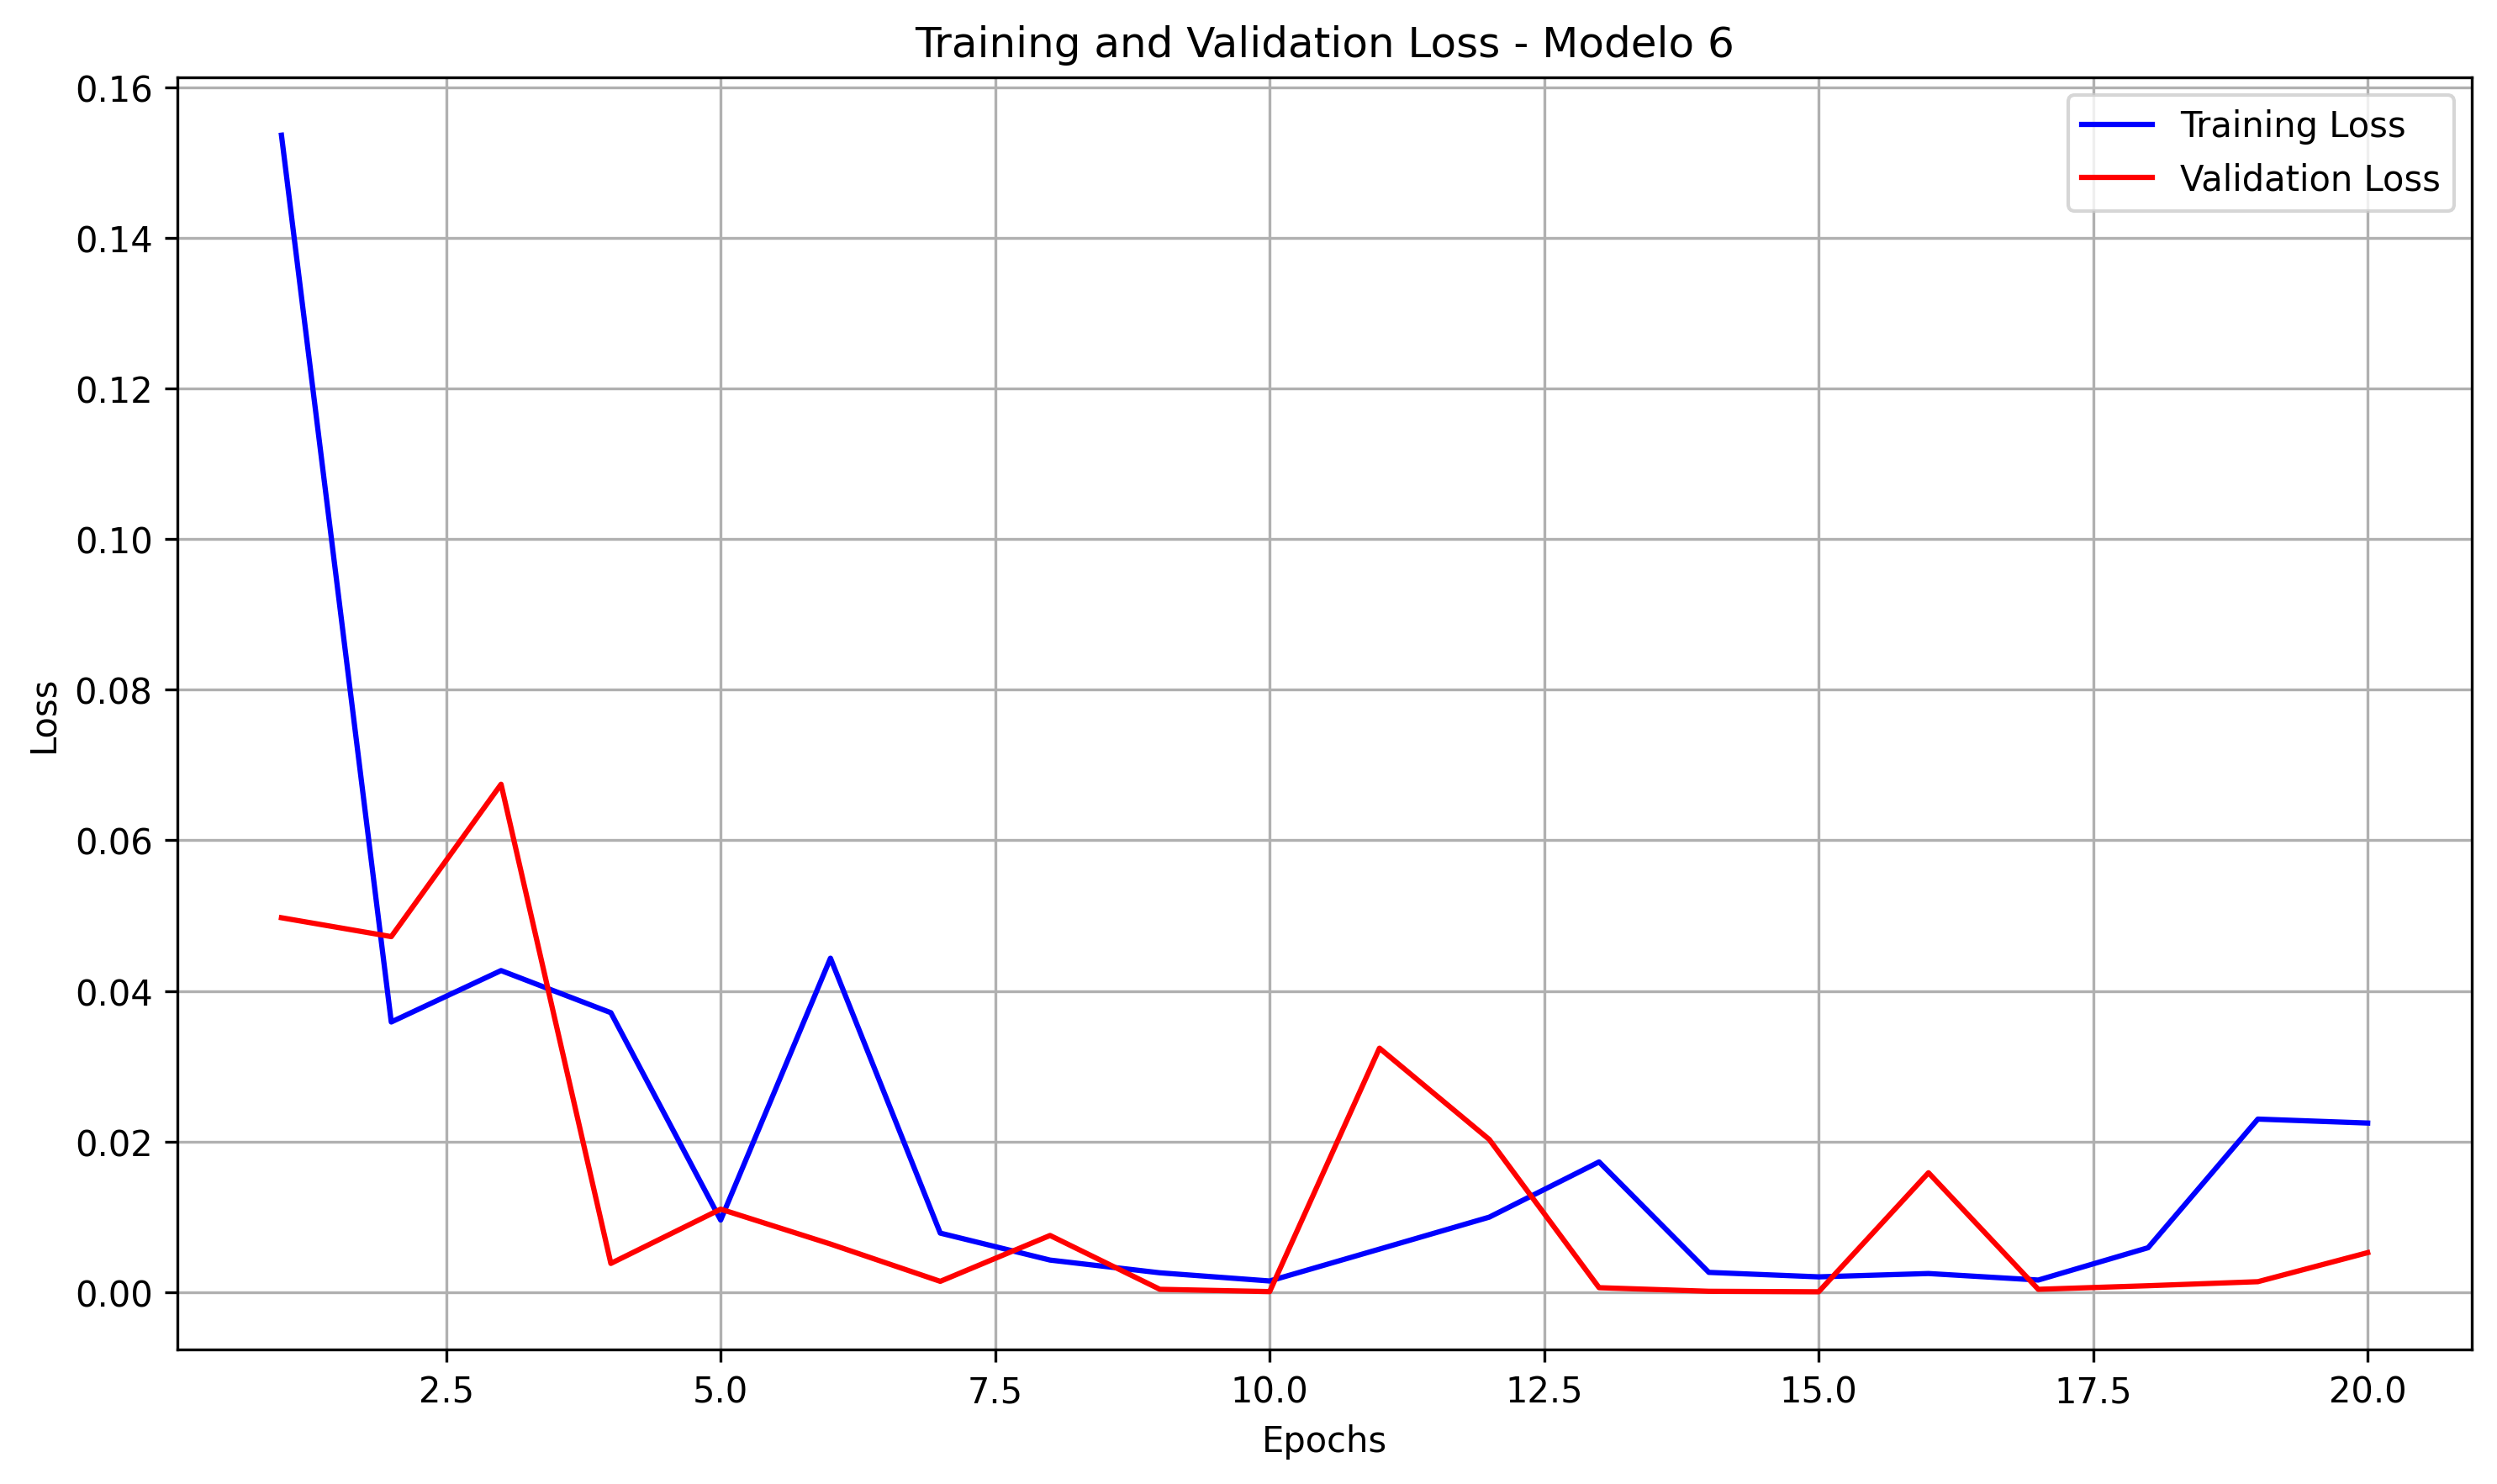 Training and Validation Loss - Modelo 6
Training Loss
Validation Loss
0.16
0.14
0.12
0.10
0.08
0.06
0.04
0.02
0.00
Loss
2.5 5.0 7.5 10.0 12.5 15.0 17.5 20.0
Epochs